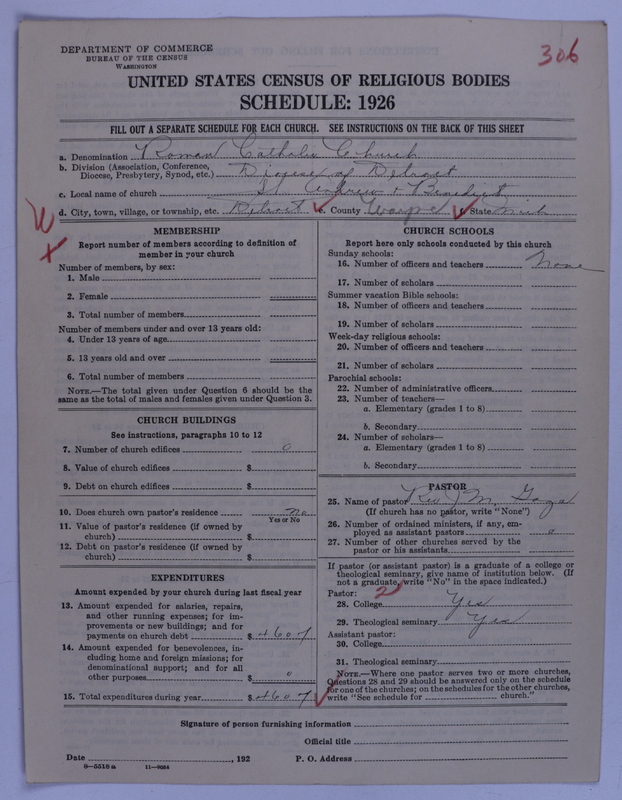 DEPARTMENT OF COMMERCE
BUREAU OF THE CENSUS
WASHINGTON
306
UNITED STATES CENSUS OF RELIGIOUS BODIES
SCHEDULE: 1926
FILL OUT A SEPARATE SCHEDULE FOR EACH CHURCH. SEE INSTRUCTIONS ON THE BACK OF THIS SHEET
a. Denomination Roman Catholic Church
b. Division (Association, Conference, Diocese, Presbytery, Synod, etc.) Diocese of Detroit
c. Local name of church St. Andrew & Benedict
d. City, town, village, or township, etc. Detroit e. County Wayne f. State Mich
MEMBERSHIP
Report number of members according to definition of
member in your church
Number of members, by sex:
1. Male
2. Female
3. Total number of members
Number of members under and over 13 years old:
4. Under 13 years of age
5. 13 years old and over
6. Total number of members
NOTE.—The total given under Question 6 should be the
same as the total of males and females given under Question 3.
CHURCH BUILDINGS
See instructions, paragraphs 10 to 12
7. Number of church edifices 0
8. Value of church edifices $
9. Debt on church edifices $
10. Does church own pastor's residence no
Yes or No
11. Value of pastor's residence (if owned by
church) $
12. Debt on pastor's residence (if owned by
church) $
EXPENDITURES
Amount expended by your church during last fiscal year
13. Amount expended for salaries, repairs,
and other running expenses; for im-
provements or new buildings; and for
payments on church debt $ 4607
14. Amount expended for benevolences, in-
cluding home and foreign missions; for
denominational support; and for all
other purposes $ 0
15. Total expenditures during year $ 4607
CHURCH SCHOOLS
Report here only schools conducted by this church
Sunday schools:
16. Number of officers and teachers None
17. Number of scholars
Summer vacation Bible schools:
18. Number of officers and teachers
19. Number of scholars
Week-day religious schools:
20. Number of officers and teachers
21. Number of scholars
Parochial schools:
22. Number of administrative officers
23. Number of teachers—
a. Elementary (grades 1 to 8)
b. Secondary
24. Number of scholars—
a. Elementary (grades 1 to 8)
b. Secondary
PASTOR
25. Name of pastor Rev J M.
(If church has no pastor, write "None")
26. Number of ordained ministers, if any, em-
ployed as assistant pastors 0
27. Number of other churches served by the
pastor or his assistants
If pastor (or assistant pastor) is a graduate of a college or
theological seminary, give name of institution below. (If
not a graduate, write "No" in the space indicated.)
Pastor:
28. College Yes
29. Theological seminary Yes
Assistant pastor:
30. College
31. Theological seminary
NOTE.—Where one pastor serves two or more churches,
Questions 28 and 29 should be answered only on the schedule
for one of the churches; on the schedules for the other churches,
write "See schedule for church."
Signature of person furnishing information
Official title
Date , 192 P. O. Address
8—5518 a 11—9064